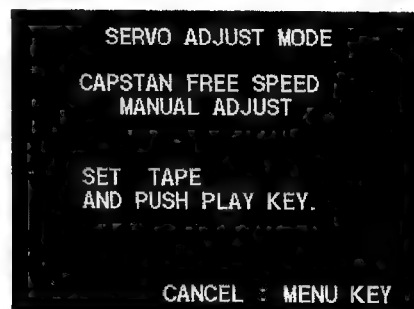 SERVO ADJUST MODE
CAPSTAN FREE SPEED
MANUAL ADJUST
SET TAPE
AND PUSH PLAY KEY.
CANCEL : MENU KEY